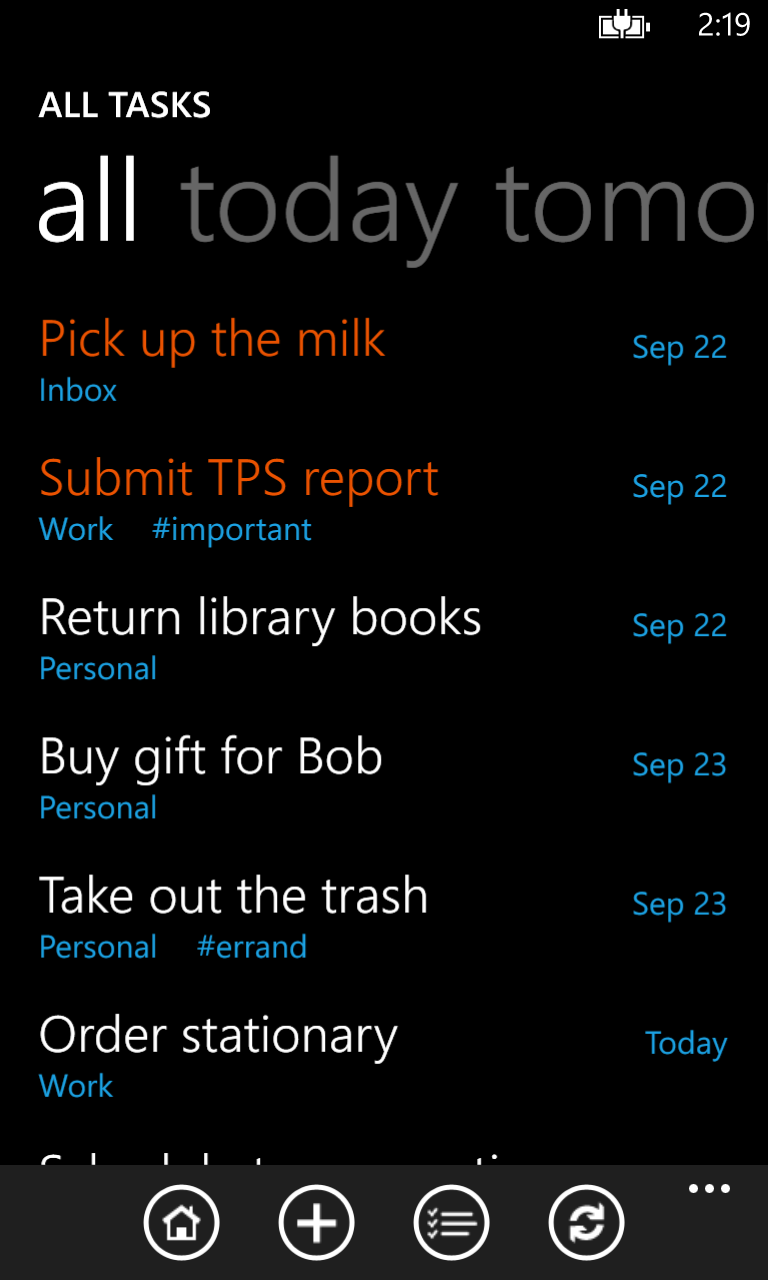 2:19
ALL TASKS
all today tomo
Pick up the milk Sep 22
Inbox
Submit TPS report Sep 22
Work #important
Return library books Sep 22
Personal
Buy gift for Bob Sep 23
Personal
Take out the trash Sep 23
Personal #errand
Order stationary Today
Work